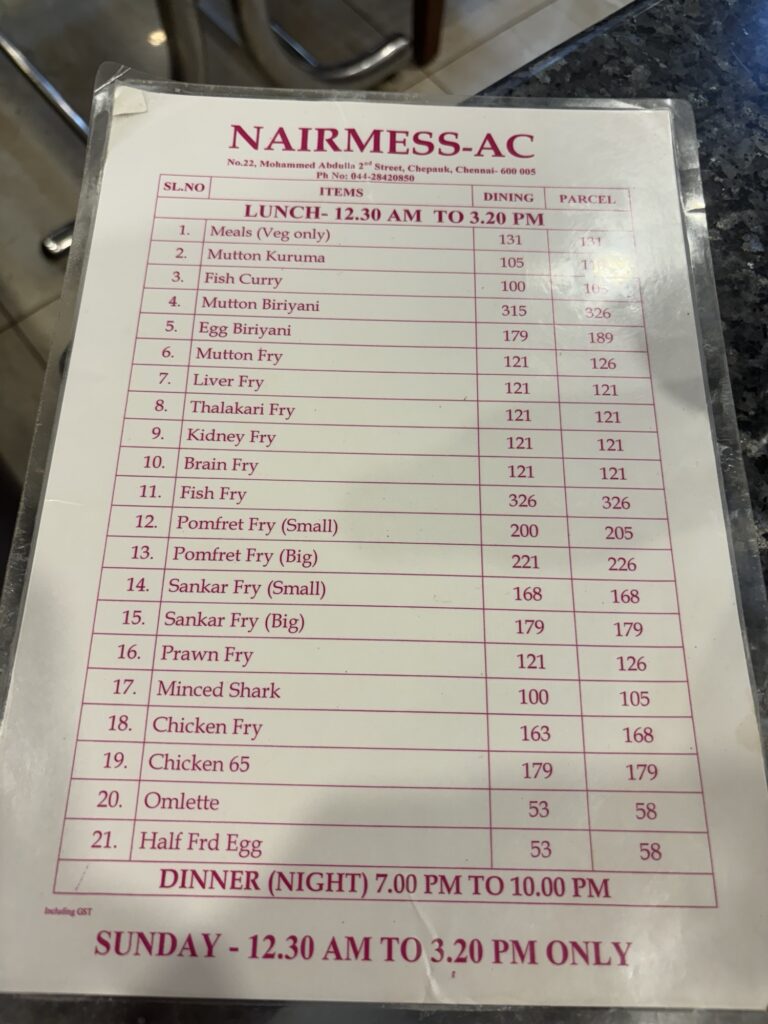 NAIRMESS-AC
No.22, Mohammed Abdulla 2nd Street, Chepauk, Chennai- 600 005
Ph No: 044-28420850
SL.NO ITEMS DINING PARCEL
LUNCH- 12.30 AM TO 3.20 PM
1. Meals (Veg only) 131 131
2. Mutton Kuruma 105
3. Fish Curry 100 105
4. Mutton Biriyani 315 326
5. Egg Biriyani 179 189
6. Mutton Fry 121 126
7. Liver Fry 121 121
8. Thalakari Fry 121 121
9. Kidney Fry 121 121
10. Brain Fry 121 121
11. Fish Fry 326 326
12. Pomfret Fry (Small) 200 205
13. Pomfret Fry (Big) 221 226
14. Sankar Fry (Small) 168 168
15. Sankar Fry (Big) 179 179
16. Prawn Fry 121 126
17. Minced Shark 100 105
18. Chicken Fry 163 168
19. Chicken 65 179 179
20. Omlette 53 58
21. Half Frd Egg 53 58
DINNER (NIGHT) 7.00 PM TO 10.00 PM
Including GST
SUNDAY - 12.30 AM TO 3.20 PM ONLY